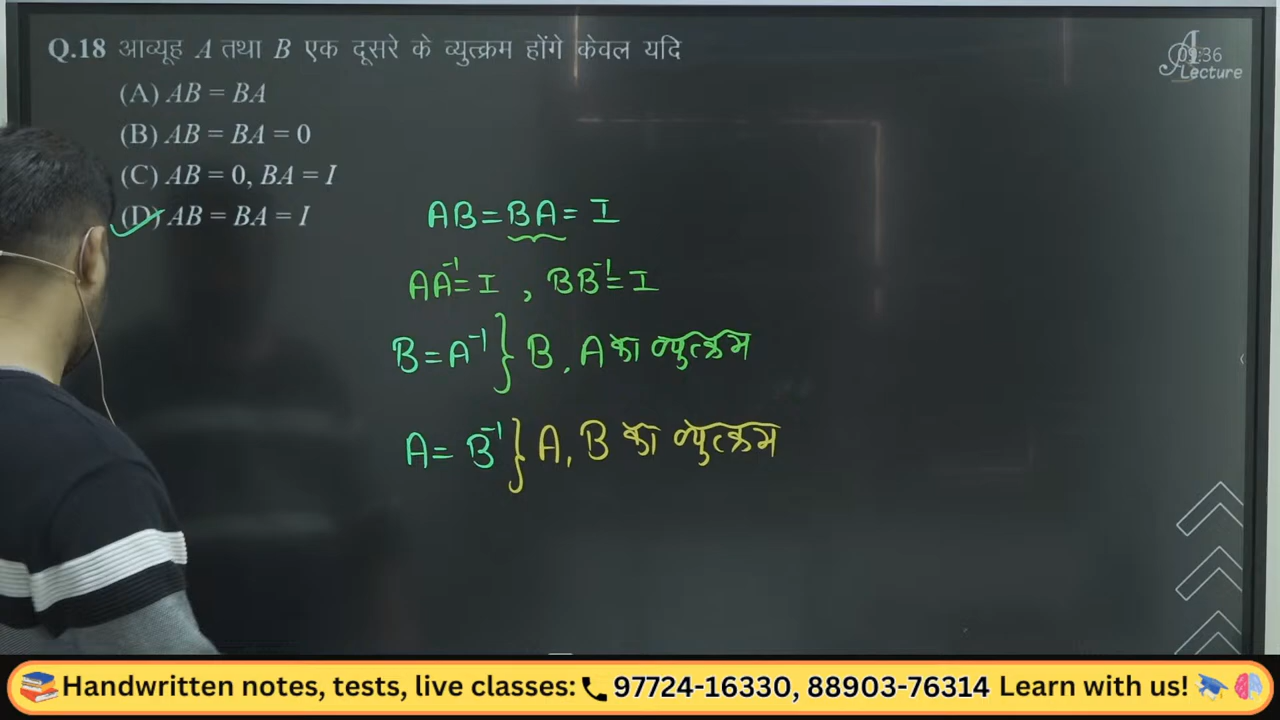 Q.18 आव्यूह A तथा B एक दूसरे के व्युत्क्रम होंगे केवल यदि
(A) AB = BA
(B) AB = BA = 0
(C) AB = 0, BA = I
(D) AB = BA = I
AB = BA = I
AA⁻¹ = I , BB⁻¹ = I
B = A⁻¹ } B, A का व्युत्क्रम
A = B⁻¹ } A, B का व्युत्क्रम
09:36
A Lecture
Handwritten notes, tests, live classes: 97724-16330, 88903-76314 Learn with us!